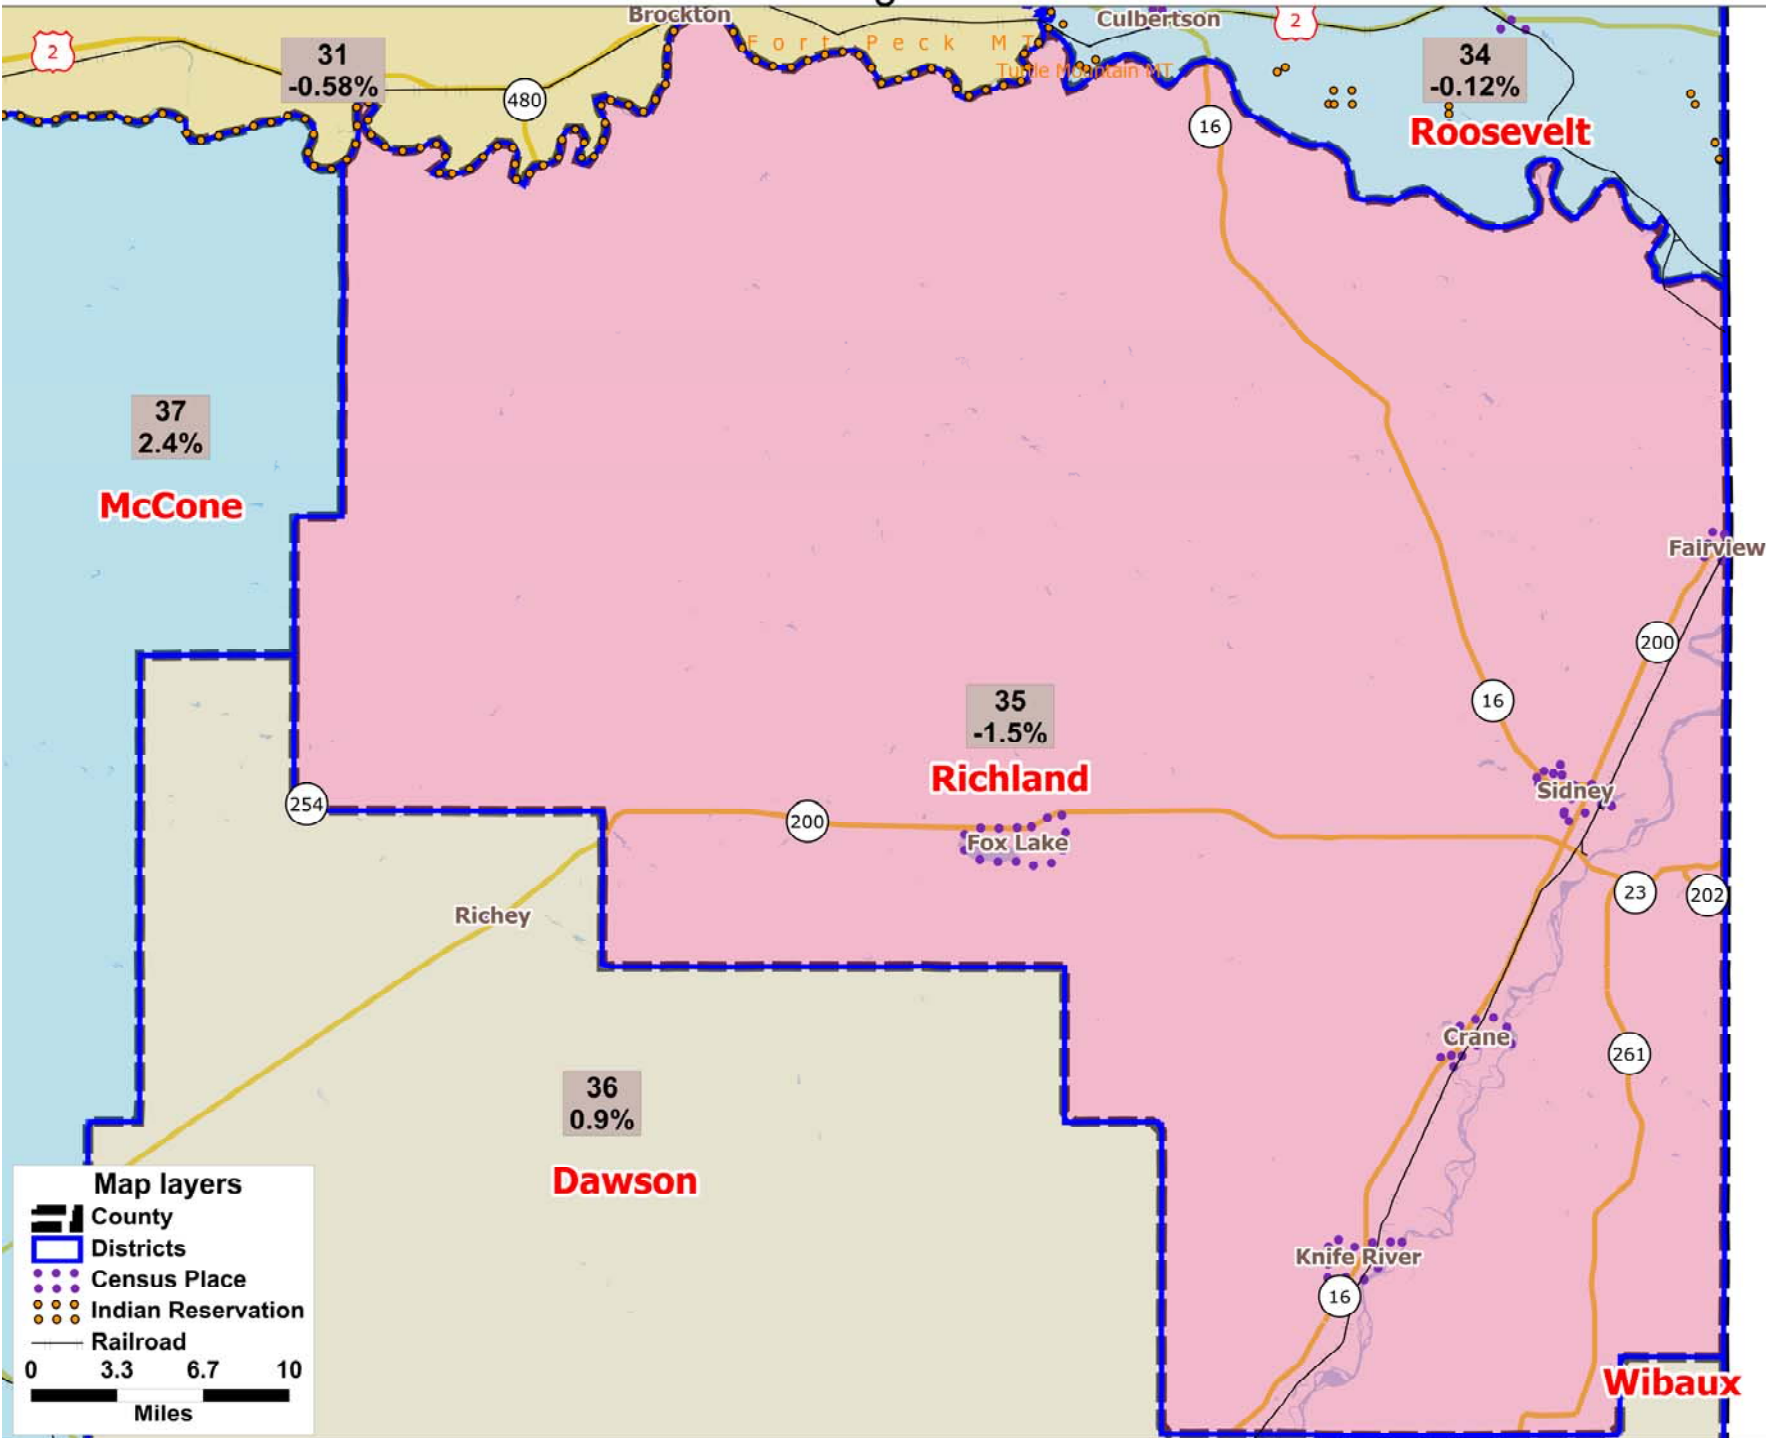 Brockton
Culbertson
2
2
31
-0.58%
Fort Peck MT
Turtle Mountain MT
34
-0.12%
Roosevelt
480
16
37
2.4%
McCone
Fairview
200
16
35
-1.5%
Richland
Sidney
254
200
Fox Lake
23
202
Richey
Crane
261
36
0.9%
Dawson
Knife River
16
Wibaux
Map layers
County
Districts
Census Place
Indian Reservation
Railroad
0 3.3 6.7 10
Miles